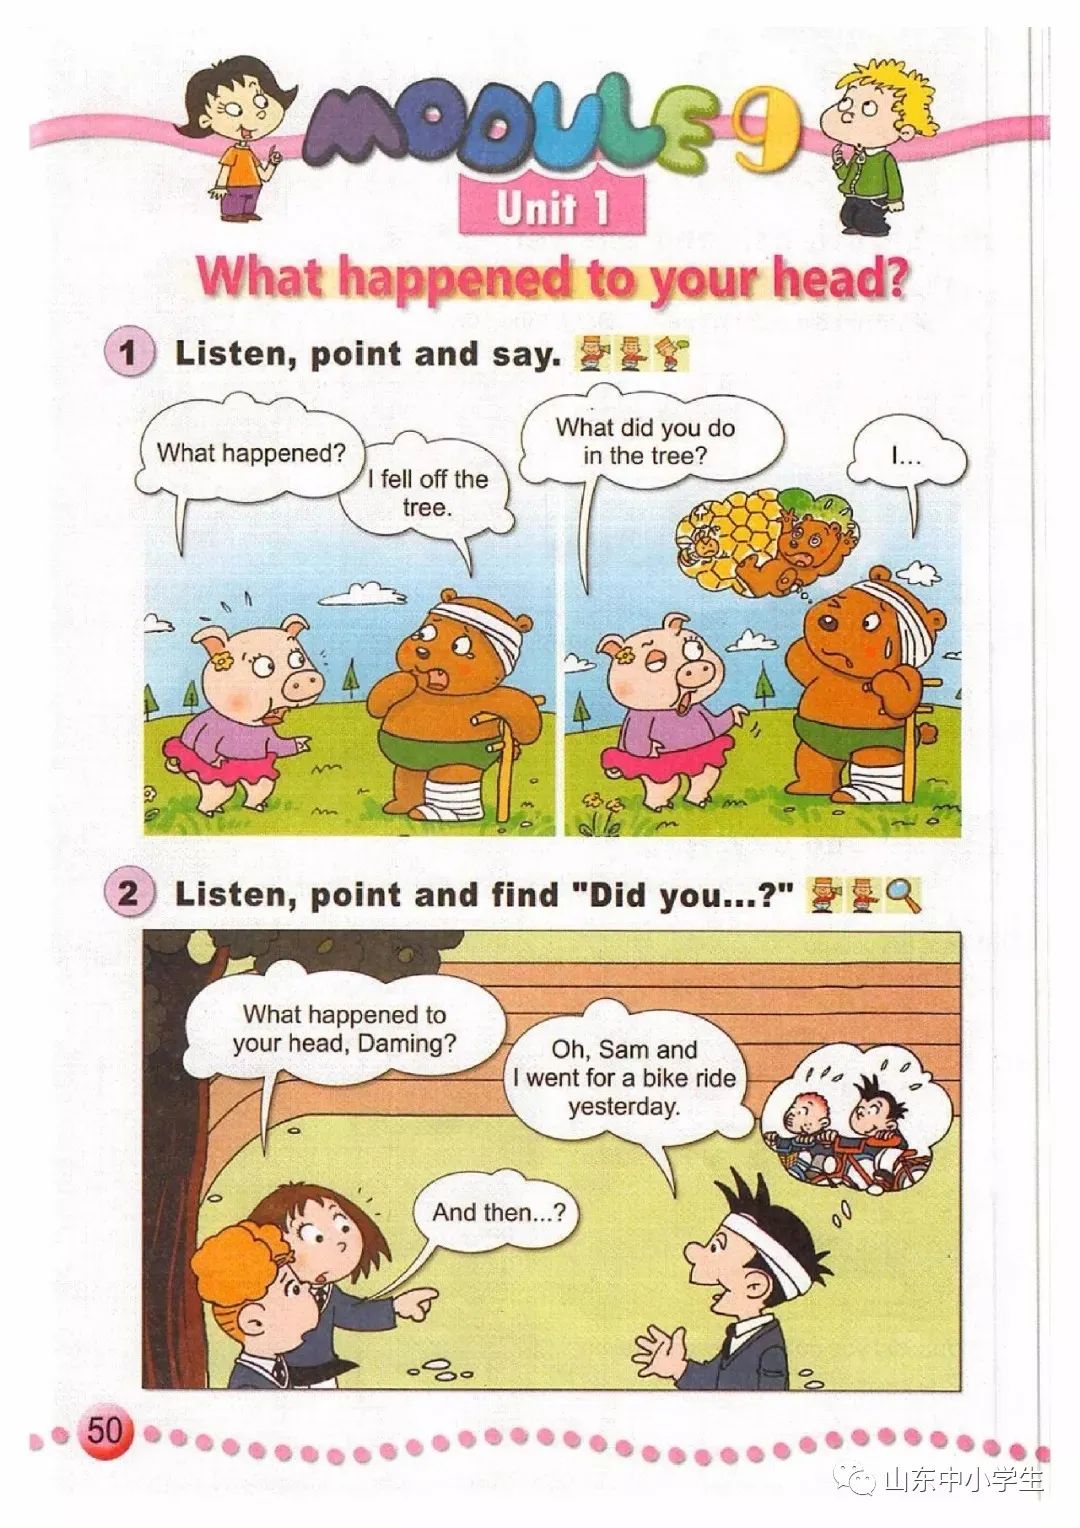 MODULE 9
Unit 1
What happened to your head?
1 Listen, point and say.
What happened?
I fell off the
tree.
What did you do
in the tree?
I...
2 Listen, point and find "Did you...?"
What happened to
your head, Daming?
Oh, Sam and
I went for a bike ride
yesterday.
And then...?
50
山东中小学生